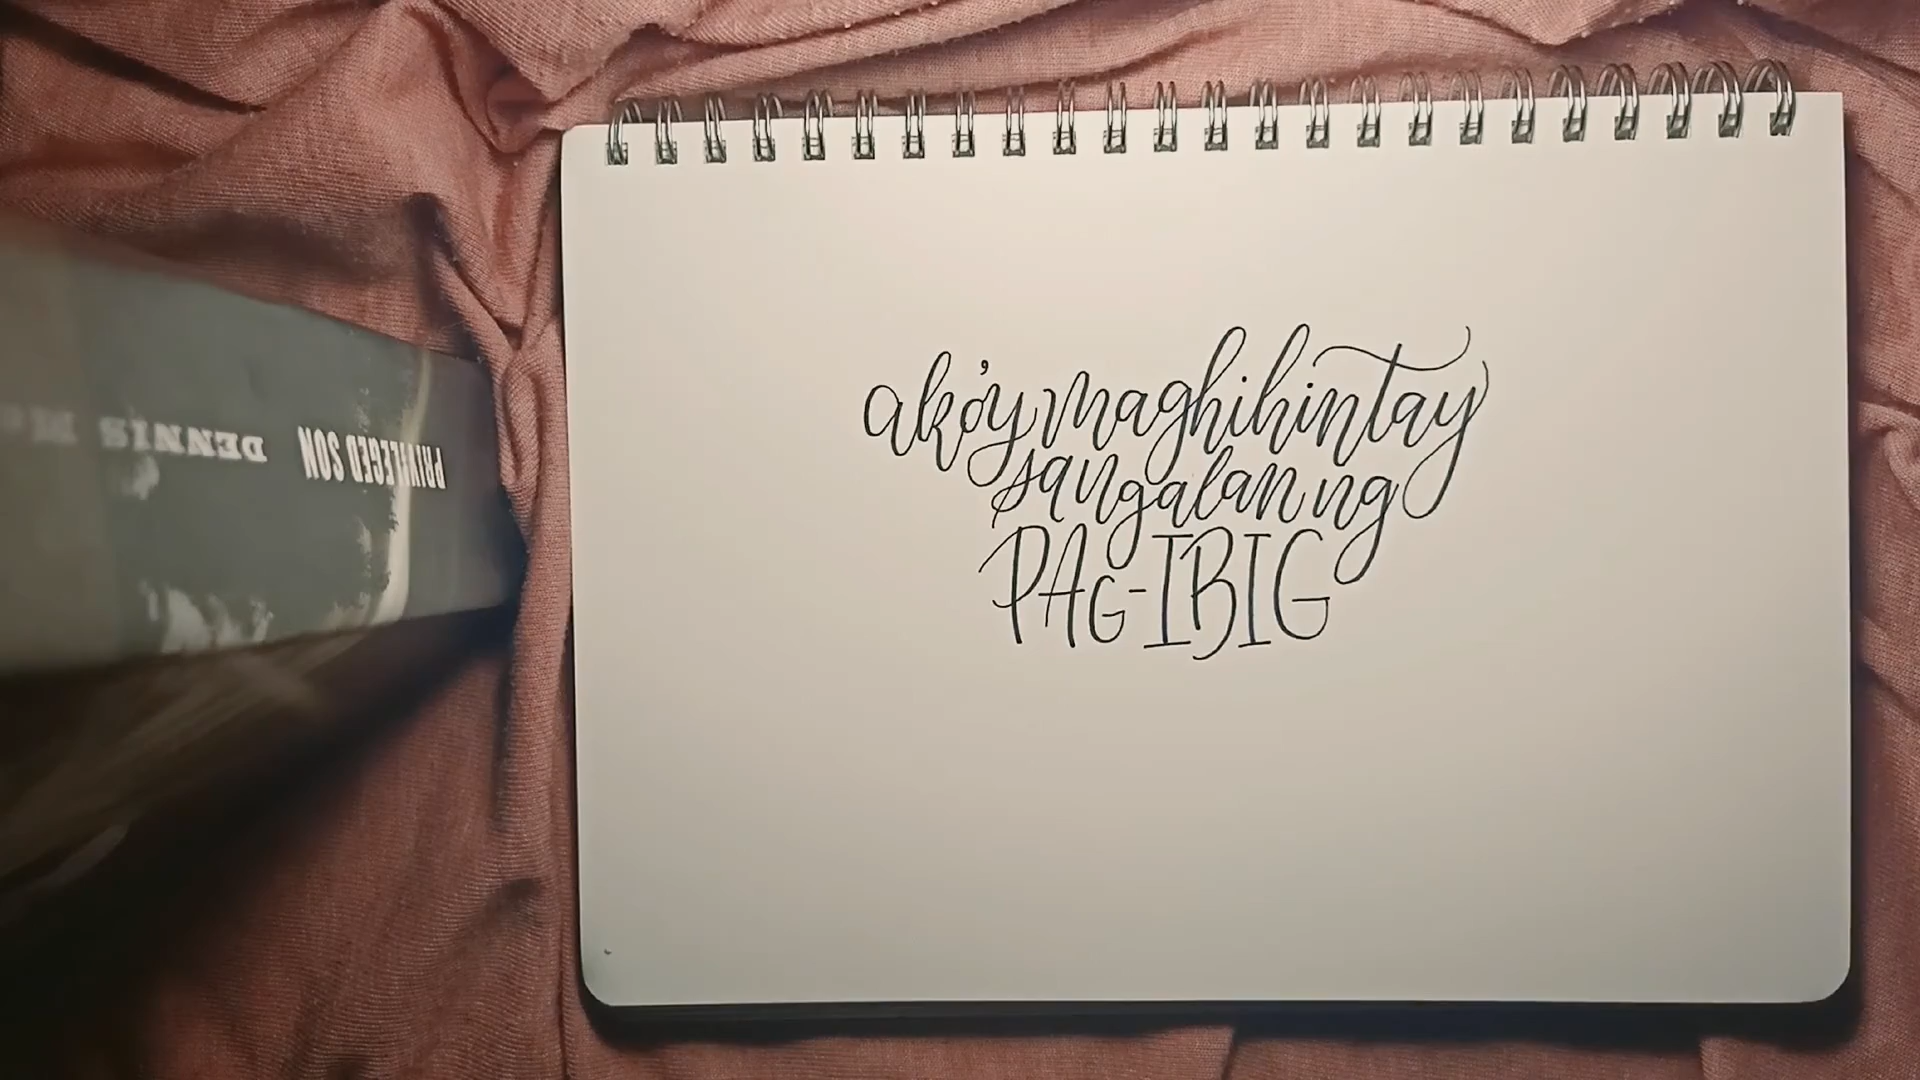 ako'y maghihintay
sa ngalan ng
PAG-IBIG
PRIVILEGED SON
DENNIS